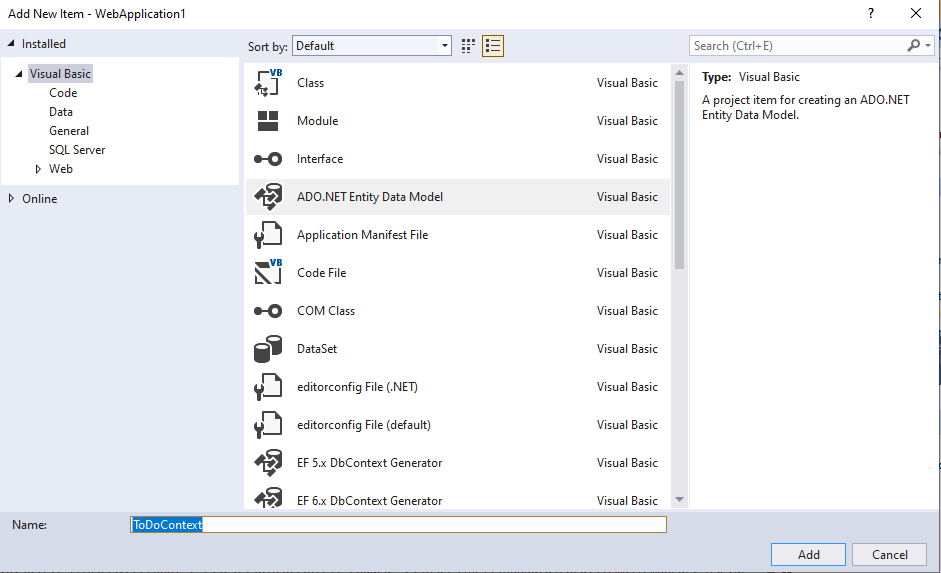 Add New Item - WebApplication1
?
Installed
Sort by:
Default
Search (Ctrl+E)
Visual Basic
Code
Data
General
SQL Server
Web
Online
VB
Class
Visual Basic
Module
Visual Basic
Interface
Visual Basic
ADO.NET Entity Data Model
Visual Basic
Application Manifest File
Visual Basic
VB
Code File
Visual Basic
COM Class
Visual Basic
DataSet
Visual Basic
editorconfig File (.NET)
Visual Basic
editorconfig File (default)
Visual Basic
EF 5.x DbContext Generator
Visual Basic
EF 6.x DbContext Generator
Visual Basic
Type: Visual Basic
A project item for creating an ADO.NET
Entity Data Model.
Name:
ToDoContext
Add
Cancel